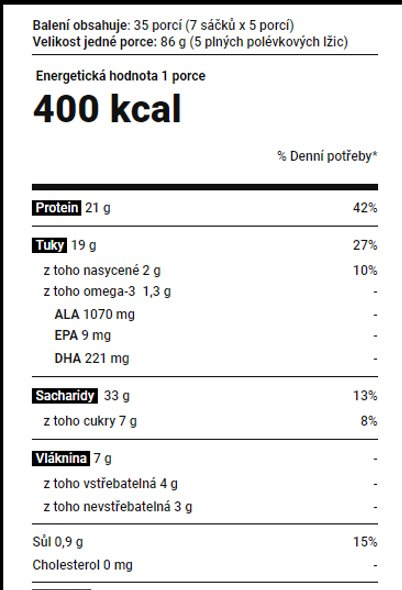 Balení obsahuje: 35 porcí (7 sáčků x 5 porcí)
Velikost jedné porce: 86 g (5 plných polévkových lžic)
Energetická hodnota 1 porce
400 kcal
% Denní potřeby*
Protein 21 g 42%
Tuky 19 g 27%
z toho nasycené 2 g 10%
z toho omega-3 1,3 g -
ALA 1070 mg -
EPA 9 mg -
DHA 221 mg -
Sacharidy 33 g 13%
z toho cukry 7 g 8%
Vláknina 7 g -
z toho vstřebatelná 4 g -
z toho nevstřebatelná 3 g -
Sůl 0,9 g 15%
Cholesterol 0 mg -